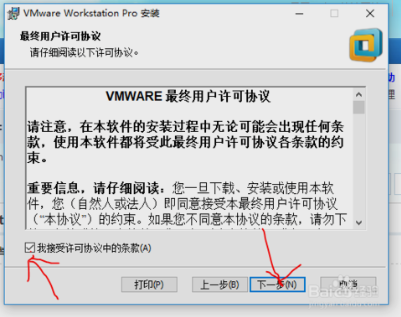 VMware Workstation Pro 安装
最终用户许可协议
请仔细阅读以下许可协议。
VMWARE 最终用户许可协议
请注意，在本软件的安装过程中无论可能会出现任何条
款，使用本软件都将受此最终用户许可协议各条款的约
束。
重要信息，请仔细阅读：您一旦下载、安装或使用本软
件，您（自然人或法人）即同意接受本最终用户许可协议
（“本协议”）的约束。如果您不同意本协议的条款，请勿下
我接受许可协议中的条款(A)
打印(P) 上一步(B) 下一步(N) 取消